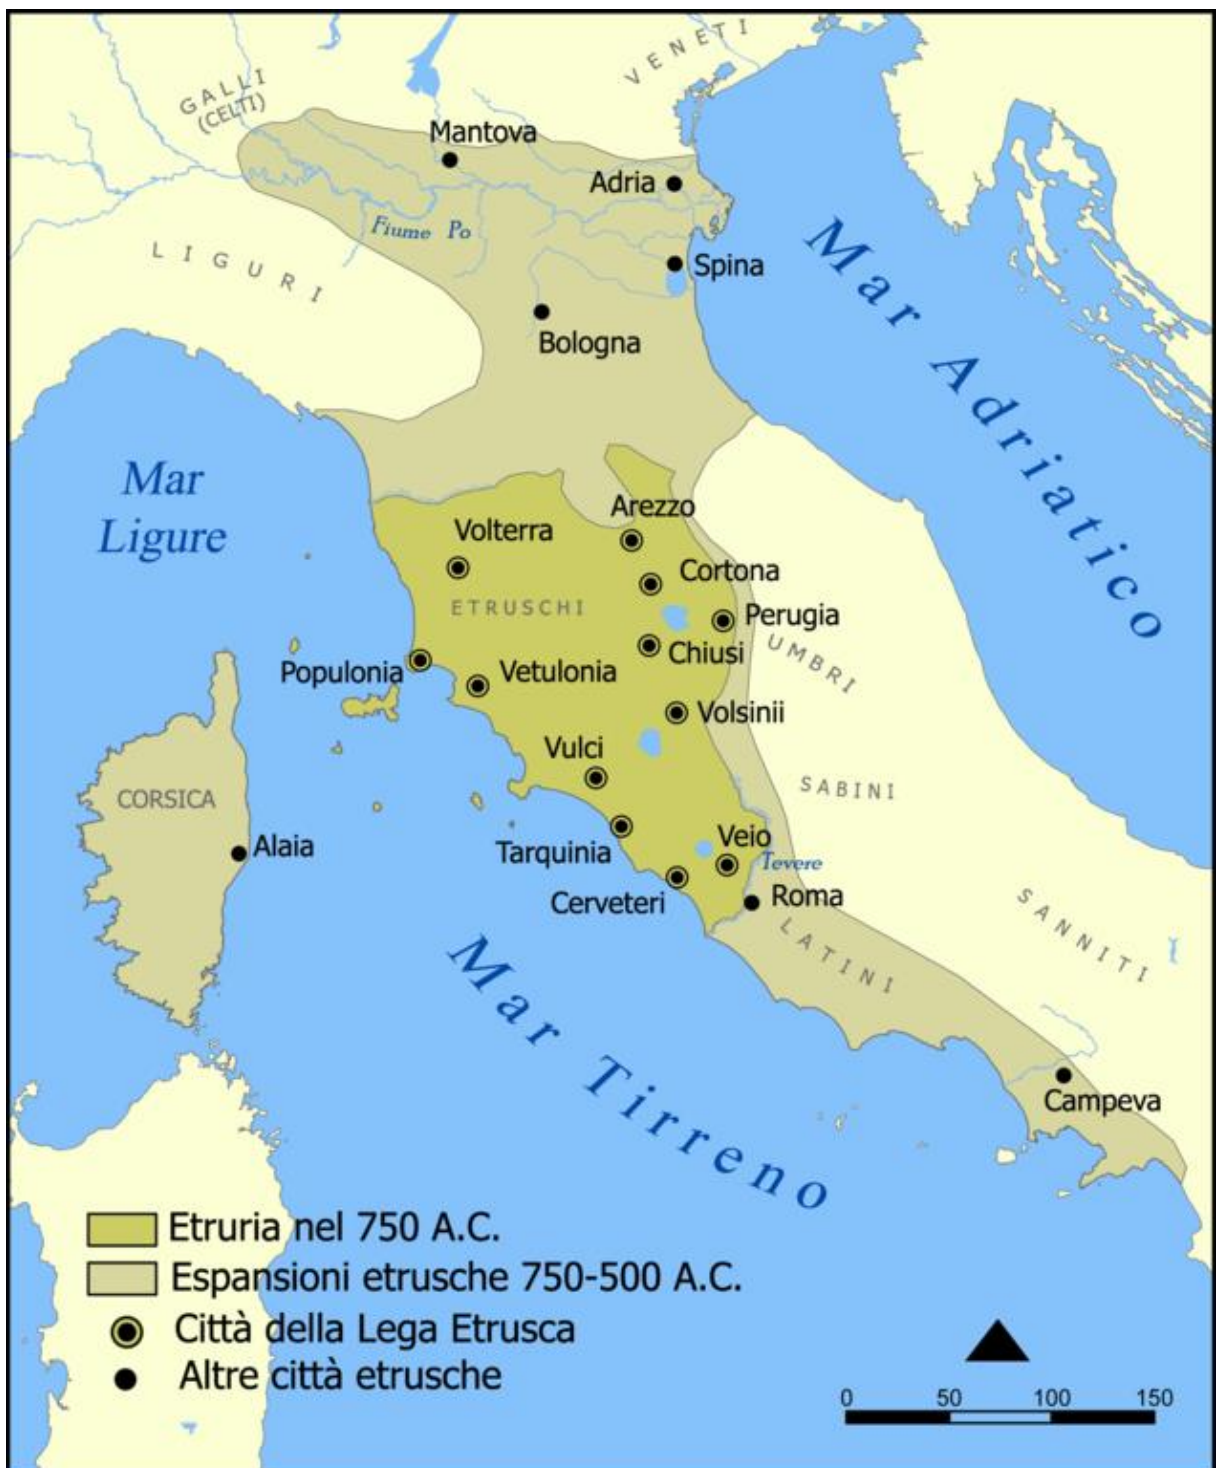 VENETI
GALLI
(CELTI)
Mantova
Adria
Fiume Po
LIGURI
Spina
Bologna
Mar Adriatico
Mar
Ligure
Arezzo
Volterra
Cortona
ETRUSCHI
Perugia
Chiusi
UMBRI
Populonia
Vetulonia
Volsinii
Vulci
CORSICA
SABINI
Alaia
Tarquinia
Veio
Tevere
Cerveteri
Roma
LATINI
SANNITI
Mar Tirreno
Campeva
Etruria nel 750 A.C.
Espansioni etrusche 750-500 A.C.
Città della Lega Etrusca
Altre città etrusche
0 50 100 150